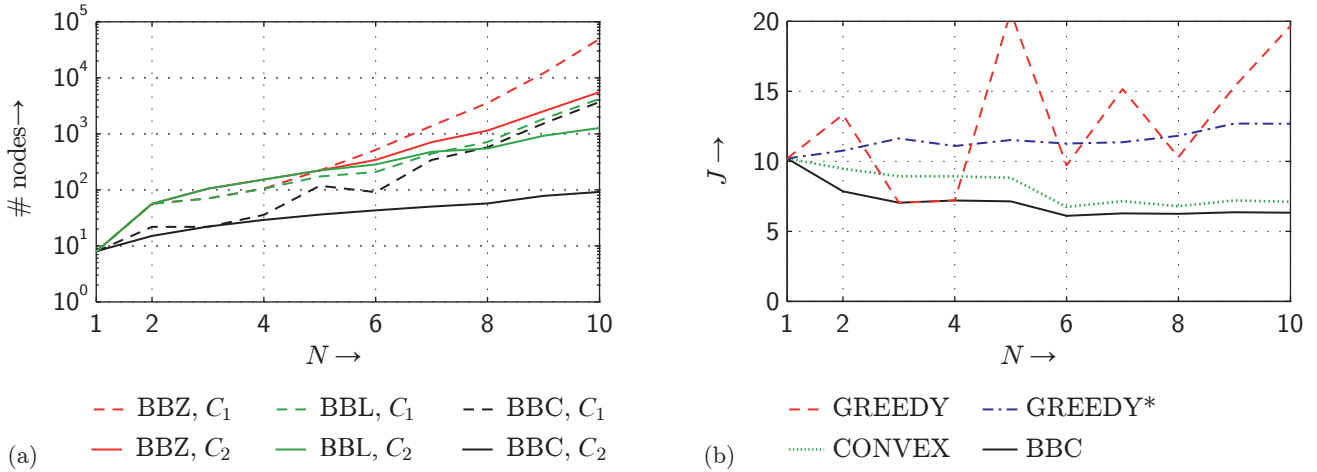 10^5
10^4
10^3
10^2
10^1
10^0
# nodes→
1 2 4 6 8 10
N →
BBZ, C₁ BBL, C₁ BBC, C₁
(a) BBZ, C₂ BBL, C₂ BBC, C₂
20
15
10
5
0
J →
1 2 4 6 8 10
N →
GREEDY GREEDY*
(b) CONVEX BBC